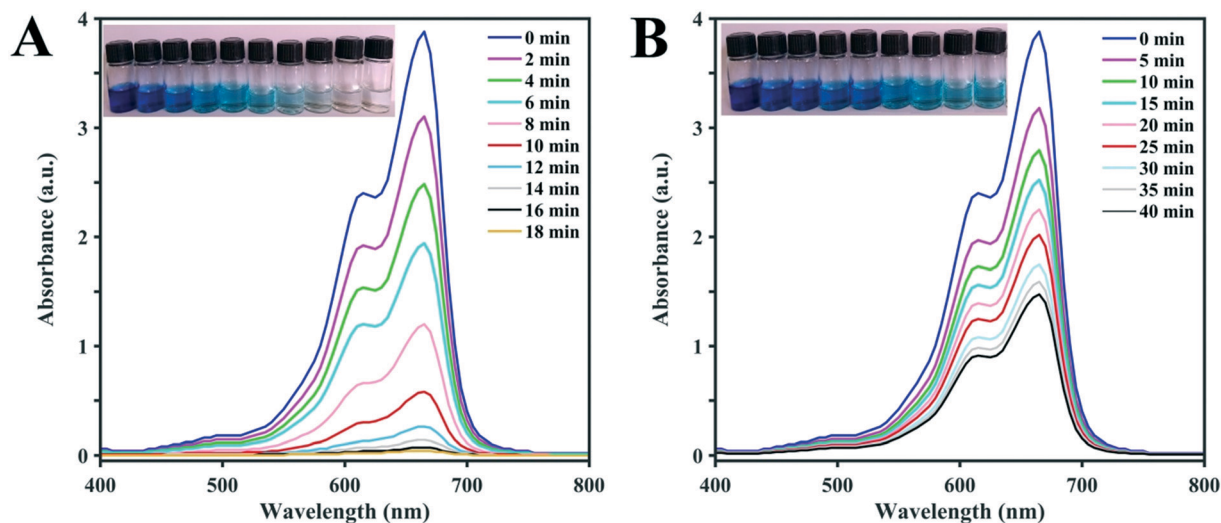 A
4
3
2
1
0
400
500
600
700
800
Absorbance (a.u.)
Wavelength (nm)
0 min
2 min
4 min
6 min
8 min
10 min
12 min
14 min
16 min
18 min
B
4
3
2
1
0
400
500
600
700
800
Absorbance (a.u.)
Wavelength (nm)
0 min
5 min
10 min
15 min
20 min
25 min
30 min
35 min
40 min